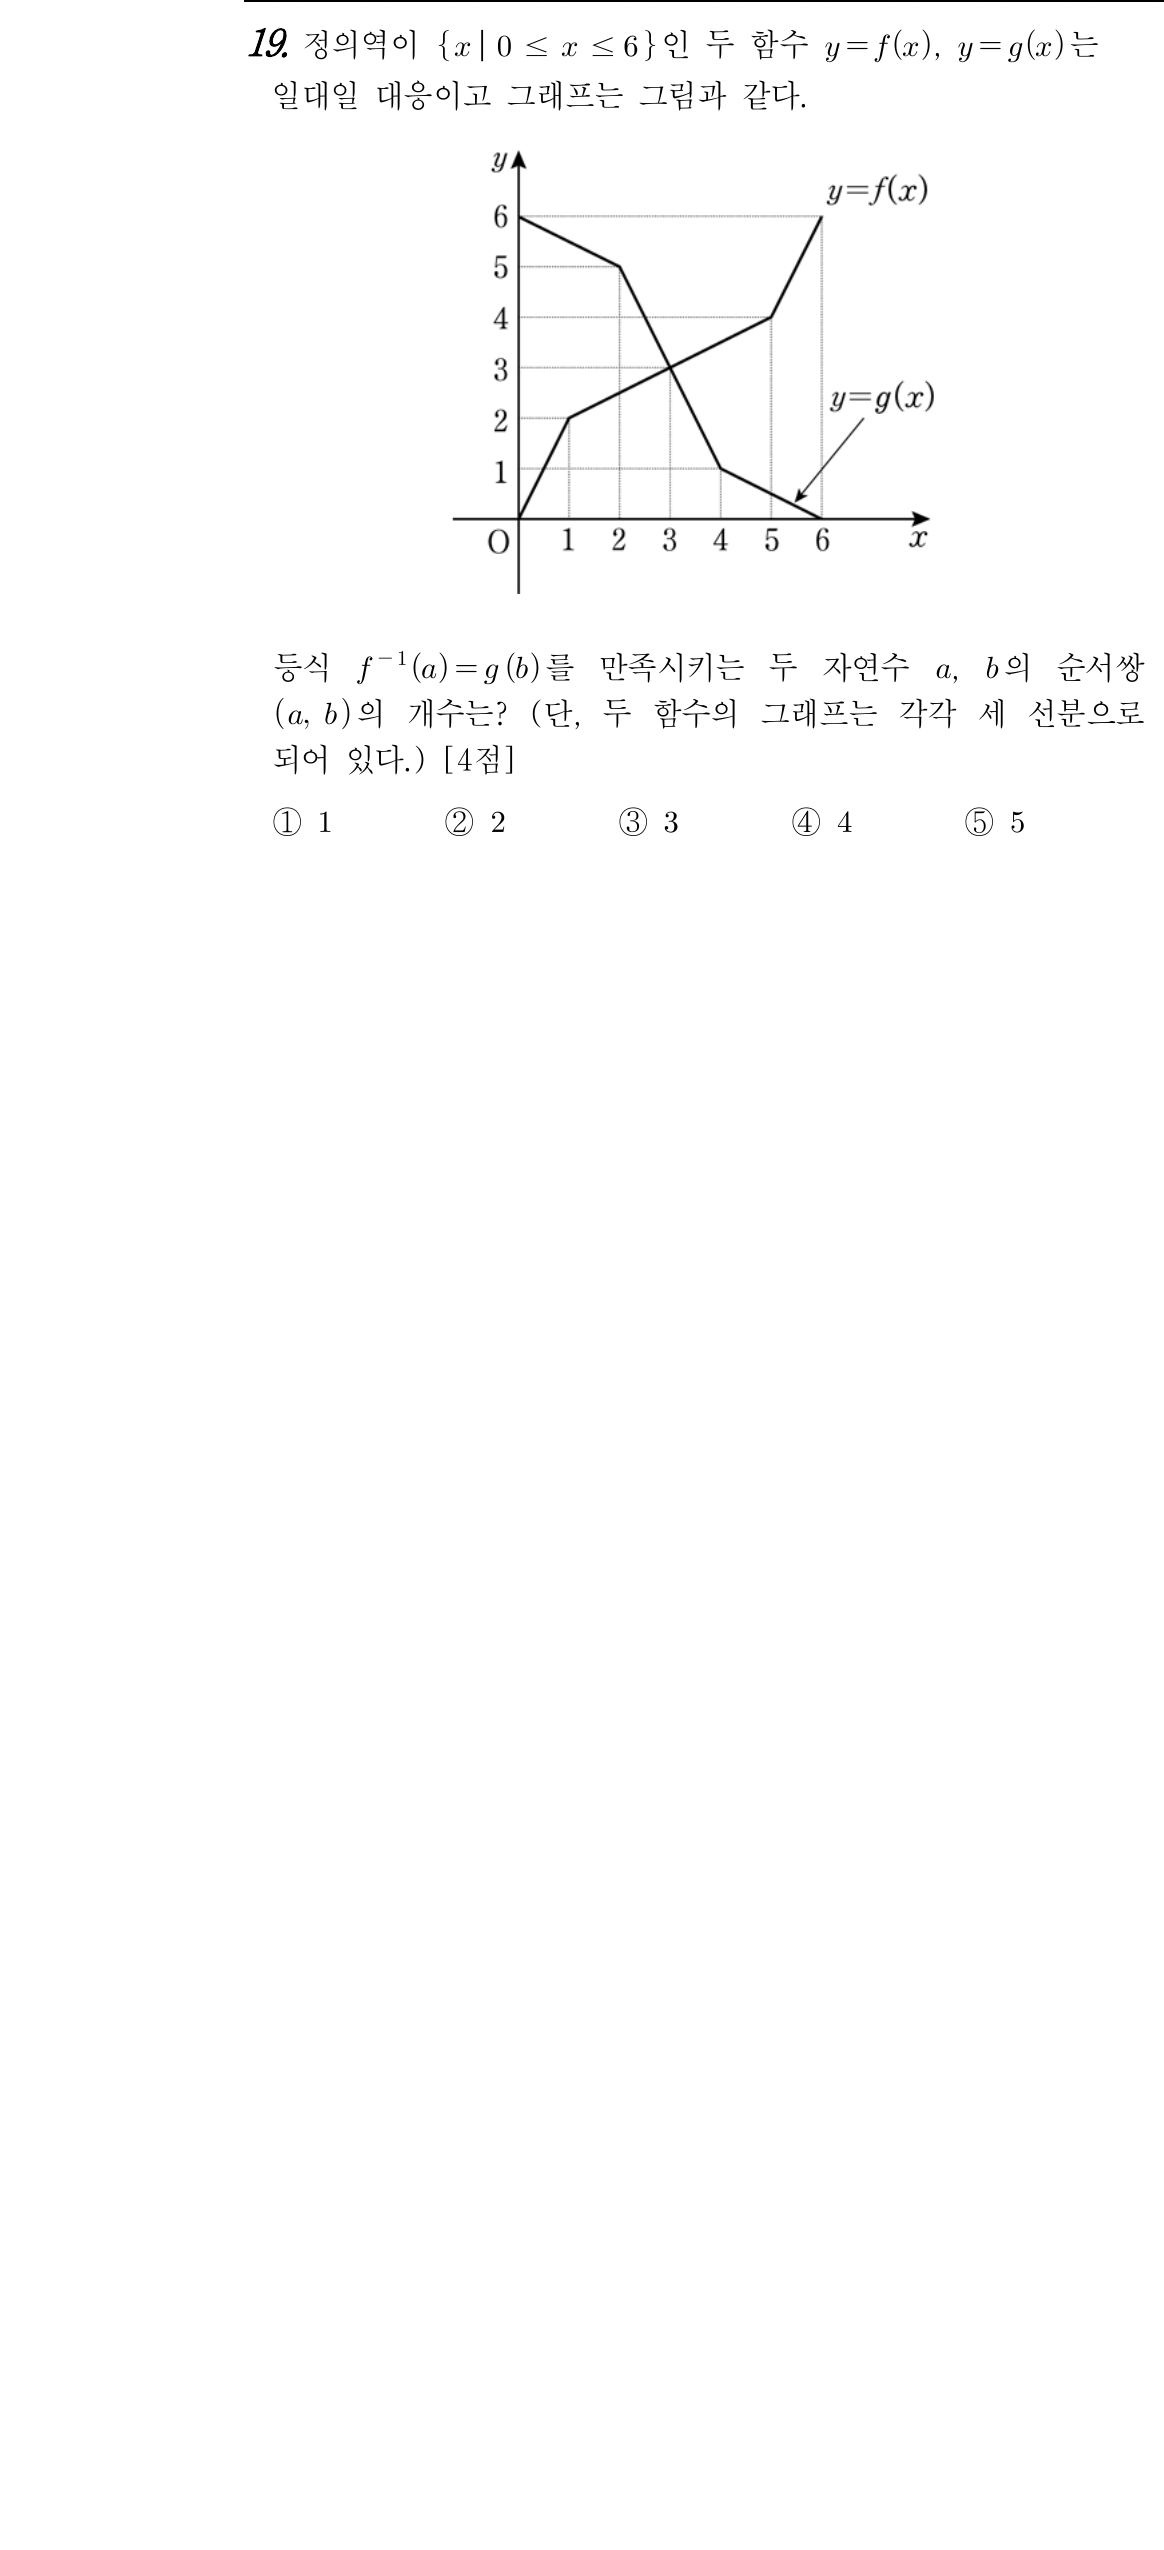 19. 정의역이 {x | 0 ≤ x ≤ 6}인 두 함수 y=f(x), y=g(x)는
일대일 대응이고 그래프는 그림과 같다.
y
y=f(x)
6
5
4
3
y=g(x)
2
1
O 1 2 3 4 5 6 x
등식 f⁻¹(a)=g(b)를 만족시키는 두 자연수 a, b의 순서쌍
(a, b)의 개수는? (단, 두 함수의 그래프는 각각 세 선분으로
되어 있다.) [4점]
① 1 ② 2 ③ 3 ④ 4 ⑤ 5